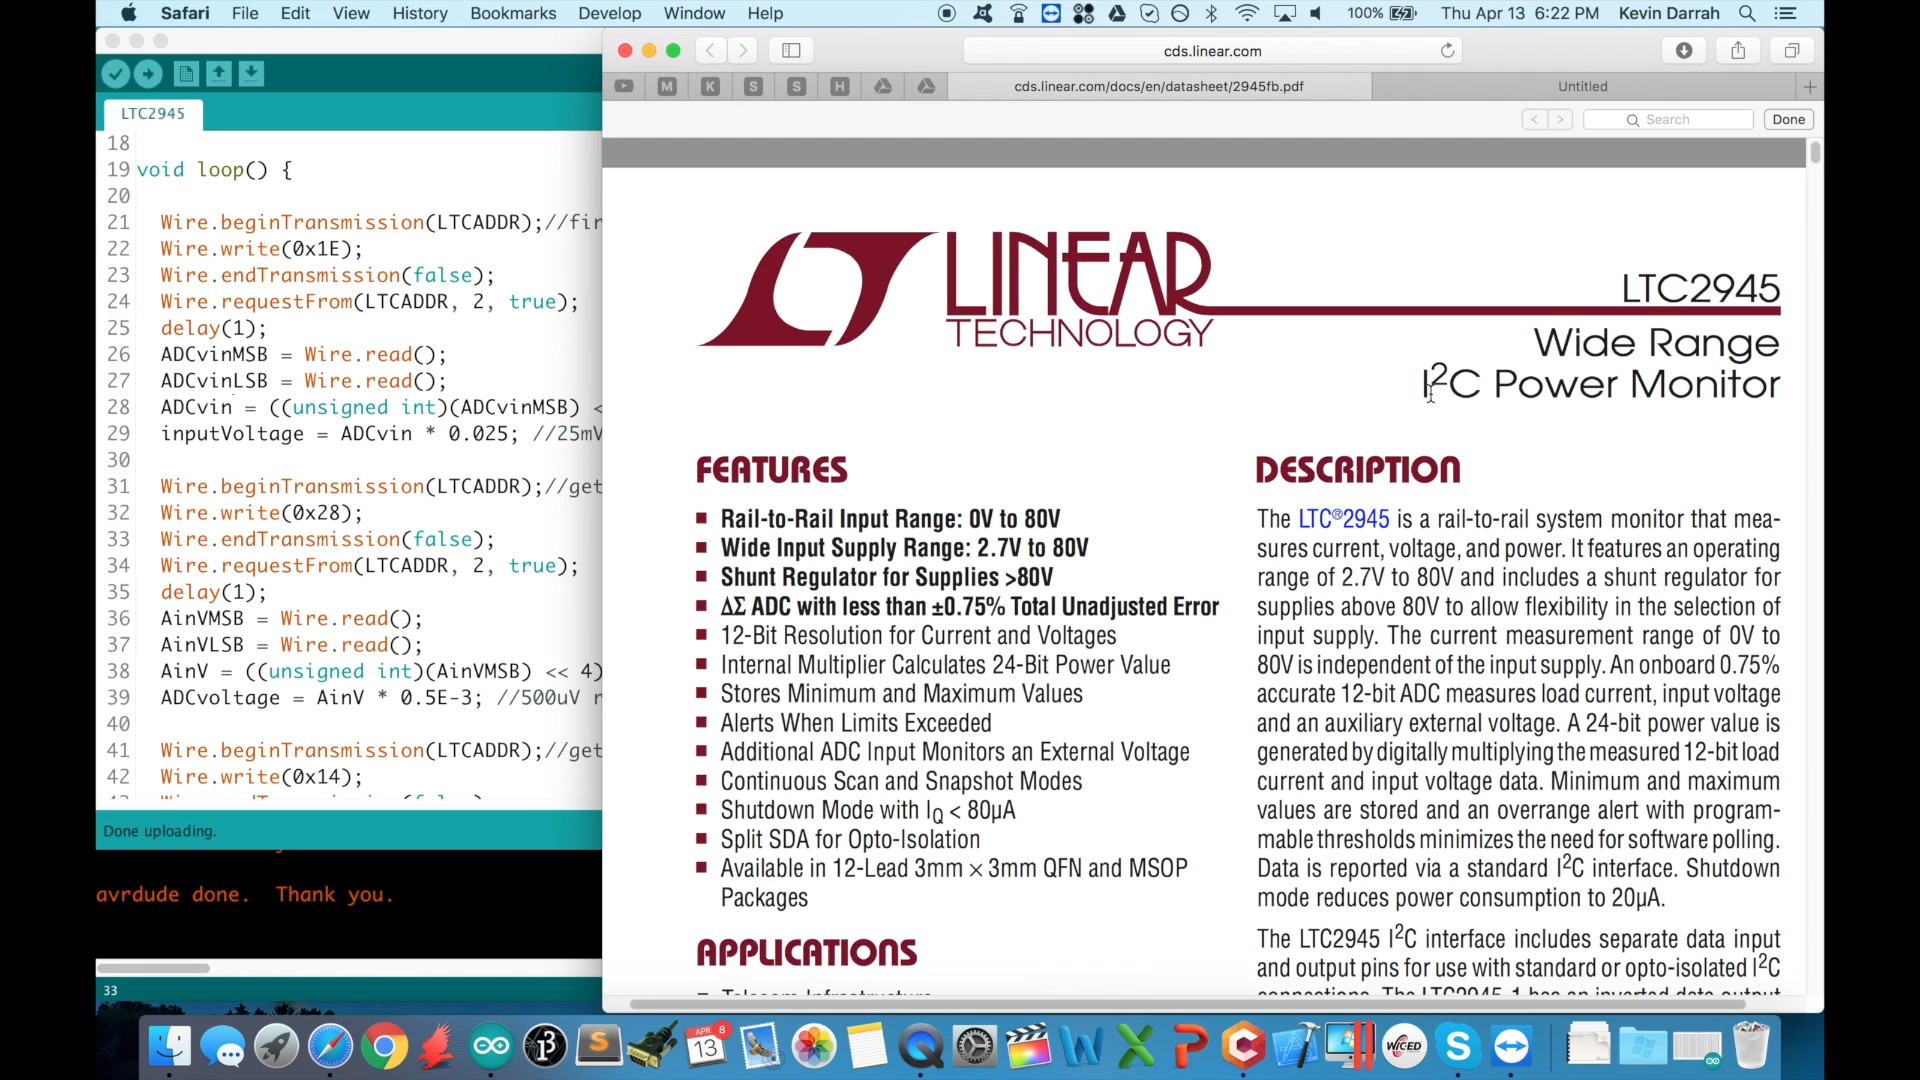 Safari File Edit View History Bookmarks Develop Window Help
100% Thu Apr 13 6:22 PM Kevin Darrah
cds.linear.com
M K S S H cds.linear.com/docs/en/datasheet/2945fb.pdf Untitled
Search Done
LTC2945
18
19 void loop() {
20
21 Wire.beginTransmission(LTCADDR);//fir
22 Wire.write(0x1E);
23 Wire.endTransmission(false);
24 Wire.requestFrom(LTCADDR, 2, true);
25 delay(1);
26 ADCvinMSB = Wire.read();
27 ADCvinLSB = Wire.read();
28 ADCvin = ((unsigned int)(ADCvinMSB) <
29 inputVoltage = ADCvin * 0.025; //25mV
30
31 Wire.beginTransmission(LTCADDR);//get
32 Wire.write(0x28);
33 Wire.endTransmission(false);
34 Wire.requestFrom(LTCADDR, 2, true);
35 delay(1);
36 AinVMSB = Wire.read();
37 AinVLSB = Wire.read();
38 AinV = ((unsigned int)(AinVMSB) << 4)
39 ADCvoltage = AinV * 0.5E-3; //500uV r
40
41 Wire.beginTransmission(LTCADDR);//get
42 Wire.write(0x14);
Done uploading.
avrdude done. Thank you.
33
LINEAR
TECHNOLOGY
LTC2945
Wide Range
I²C Power Monitor
FEATURES
■ Rail-to-Rail Input Range: 0V to 80V
■ Wide Input Supply Range: 2.7V to 80V
■ Shunt Regulator for Supplies >80V
■ ΔΣ ADC with less than ±0.75% Total Unadjusted Error
■ 12-Bit Resolution for Current and Voltages
■ Internal Multiplier Calculates 24-Bit Power Value
■ Stores Minimum and Maximum Values
■ Alerts When Limits Exceeded
■ Additional ADC Input Monitors an External Voltage
■ Continuous Scan and Snapshot Modes
■ Shutdown Mode with IQ < 80µA
■ Split SDA for Opto-Isolation
■ Available in 12-Lead 3mm × 3mm QFN and MSOP
Packages
APPLICATIONS
Telecom Infrastructure
DESCRIPTION
The LTC®2945 is a rail-to-rail system monitor that mea-
sures current, voltage, and power. It features an operating
range of 2.7V to 80V and includes a shunt regulator for
supplies above 80V to allow flexibility in the selection of
input supply. The current measurement range of 0V to
80V is independent of the input supply. An onboard 0.75%
accurate 12-bit ADC measures load current, input voltage
and an auxiliary external voltage. A 24-bit power value is
generated by digitally multiplying the measured 12-bit load
current and input voltage data. Minimum and maximum
values are stored and an overrange alert with program-
mable thresholds minimizes the need for software polling.
Data is reported via a standard I²C interface. Shutdown
mode reduces power consumption to 20µA.
The LTC2945 I²C interface includes separate data input
and output pins for use with standard or opto-isolated I²C
connections. The LTC2945-1 has an inverted data output
APR 8
13
13
S
W X P
WICED
S